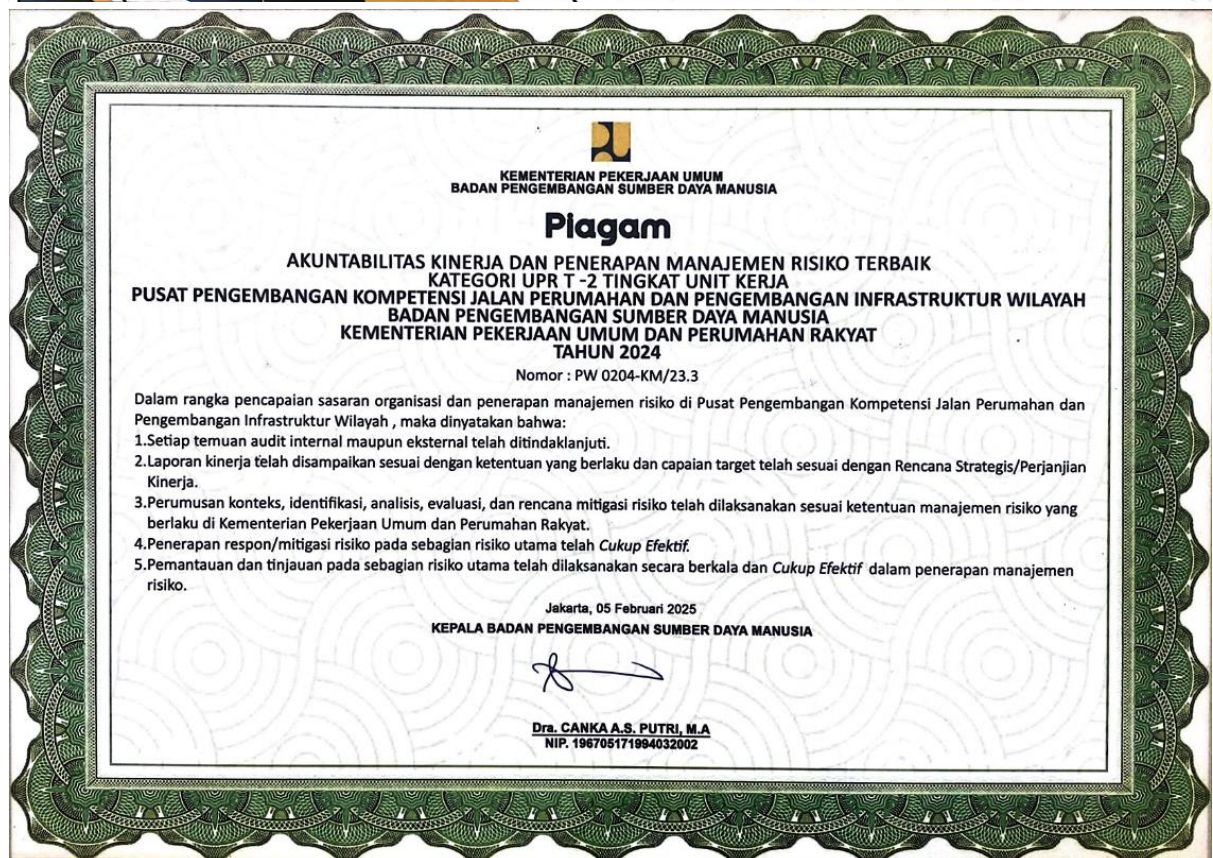 KEMENTERIAN PEKERJAAN UMUM
BADAN PENGEMBANGAN SUMBER DAYA MANUSIA
Piagam
AKUNTABILITAS KINERJA DAN PENERAPAN MANAJEMEN RISIKO TERBAIK
KATEGORI UPR T -2 TINGKAT UNIT KERJA
PUSAT PENGEMBANGAN KOMPETENSI JALAN PERUMAHAN DAN PENGEMBANGAN INFRASTRUKTUR WILAYAH
BADAN PENGEMBANGAN SUMBER DAYA MANUSIA
KEMENTERIAN PEKERJAAN UMUM DAN PERUMAHAN RAKYAT
TAHUN 2024
Nomor : PW 0204-KM/23.3
Dalam rangka pencapaian sasaran organisasi dan penerapan manajemen risiko di Pusat Pengembangan Kompetensi Jalan Perumahan dan
Pengembangan Infrastruktur Wilayah , maka dinyatakan bahwa:
1.Setiap temuan audit internal maupun eksternal telah ditindaklanjuti.
2.Laporan kinerja telah disampaikan sesuai dengan ketentuan yang berlaku dan capaian target telah sesuai dengan Rencana Strategis/Perjanjian
Kinerja.
3.Perumusan konteks, identifikasi, analisis, evaluasi, dan rencana mitigasi risiko telah dilaksanakan sesuai ketentuan manajemen risiko yang
berlaku di Kementerian Pekerjaan Umum dan Perumahan Rakyat.
4.Penerapan respon/mitigasi risiko pada sebagian risiko utama telah Cukup Efektif.
5.Pemantauan dan tinjauan pada sebagian risiko utama telah dilaksanakan secara berkala dan Cukup Efektif dalam penerapan manajemen
risiko.
Jakarta, 05 Februari 2025
KEPALA BADAN PENGEMBANGAN SUMBER DAYA MANUSIA
Dra. CANKA A.S. PUTRI, M.A
NIP. 196705171994032002